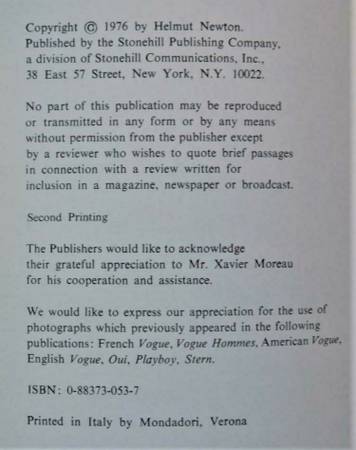 Copyright © 1976 by Helmut Newton.
Published by the Stonehill Publishing Company,
a division of Stonehill Communications, Inc.,
38 East 57 Street, New York, N.Y. 10022.
No part of this publication may be reproduced
or transmitted in any form or by any means
without permission from the publisher except
by a reviewer who wishes to quote brief passages
in connection with a review written for
inclusion in a magazine, newspaper or broadcast.
Second Printing
The Publishers would like to acknowledge
their grateful appreciation to Mr. Xavier Moreau
for his cooperation and assistance.
We would like to express our appreciation for the use of
photographs which previously appeared in the following
publications: French Vogue, Vogue Hommes, American Vogue,
English Vogue, Oui, Playboy, Stern.
ISBN: 0-88373-053-7
Printed in Italy by Mondadori, Verona